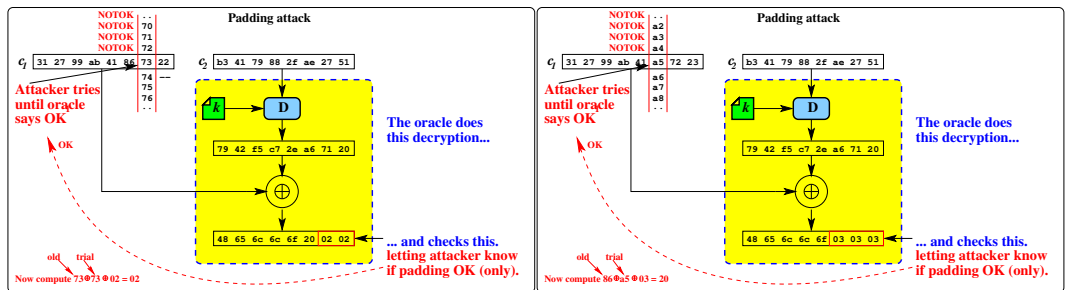 Padding attack
NOTOK
NOTOK
NOTOK
NOTOK
..
70
71
72
c1 31 27 99 ab 41 86 73 22
74 --
75
76
..
c2 b3 41 79 88 2f ae 27 51
Attacker tries
until oracle
says OK
OK
k
D
The oracle does
this decryption...
79 42 f5 c7 2e a6 71 20
⊕
48 65 6c 6c 6f 20 02 02
... and checks this.
letting attacker know
if padding OK (only).
old trial
Now compute 73⊕73⊕02 = 02
Padding attack
NOTOK
NOTOK
NOTOK
NOTOK
..
a2
a3
a4
c1 31 27 99 ab 41 a5 72 23
a6
a7
a8
..
c2 b3 41 79 88 2f ae 27 51
Attacker tries
until oracle
says OK
OK
k
D
The oracle does
this decryption...
79 42 f5 c7 2e a6 71 20
⊕
48 65 6c 6c 6f 03 03 03
... and checks this.
letting attacker know
if padding OK (only).
old trial
Now compute 86⊕a5⊕03 = 20